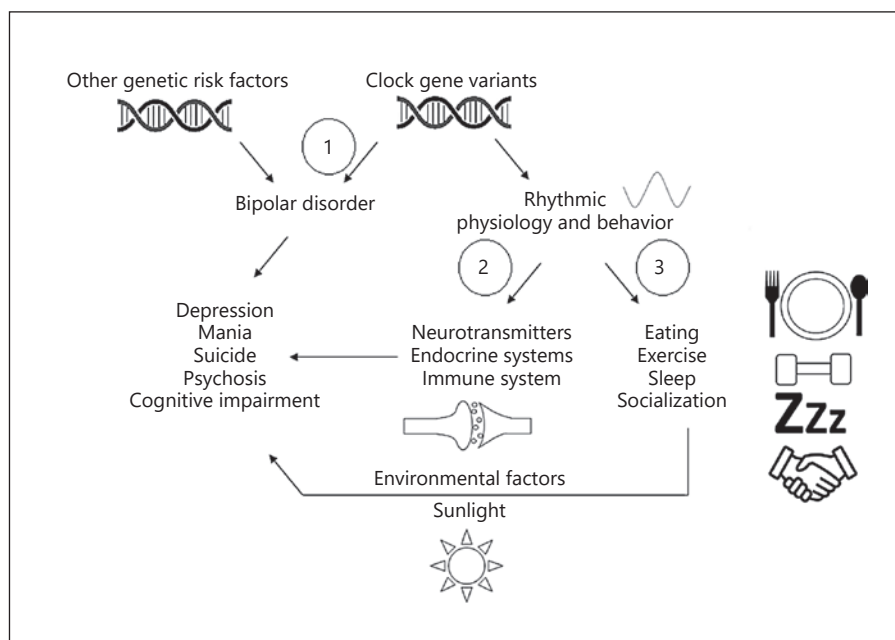 Other genetic risk factors
Clock gene variants
1
Bipolar disorder
Rhythmic
physiology and behavior
2
3
Depression
Mania
Suicide
Psychosis
Cognitive impairment
Neurotransmitters
Endocrine systems
Immune system
Eating
Exercise
Sleep
Socialization
ZZz
Environmental factors
Sunlight